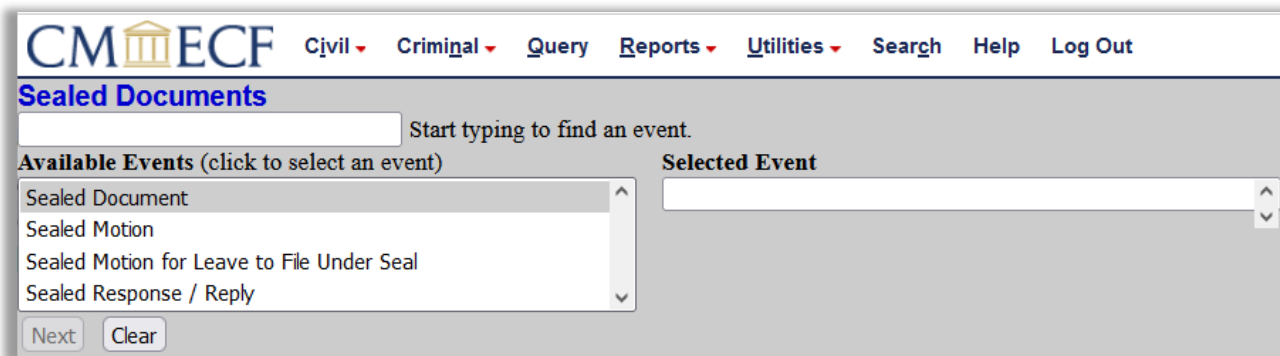 CM ECF Civil Criminal Query Reports Utilities Search Help Log Out
Sealed Documents
Start typing to find an event.
Available Events (click to select an event) Selected Event
Sealed Document
Sealed Motion
Sealed Motion for Leave to File Under Seal
Sealed Response / Reply
Next Clear